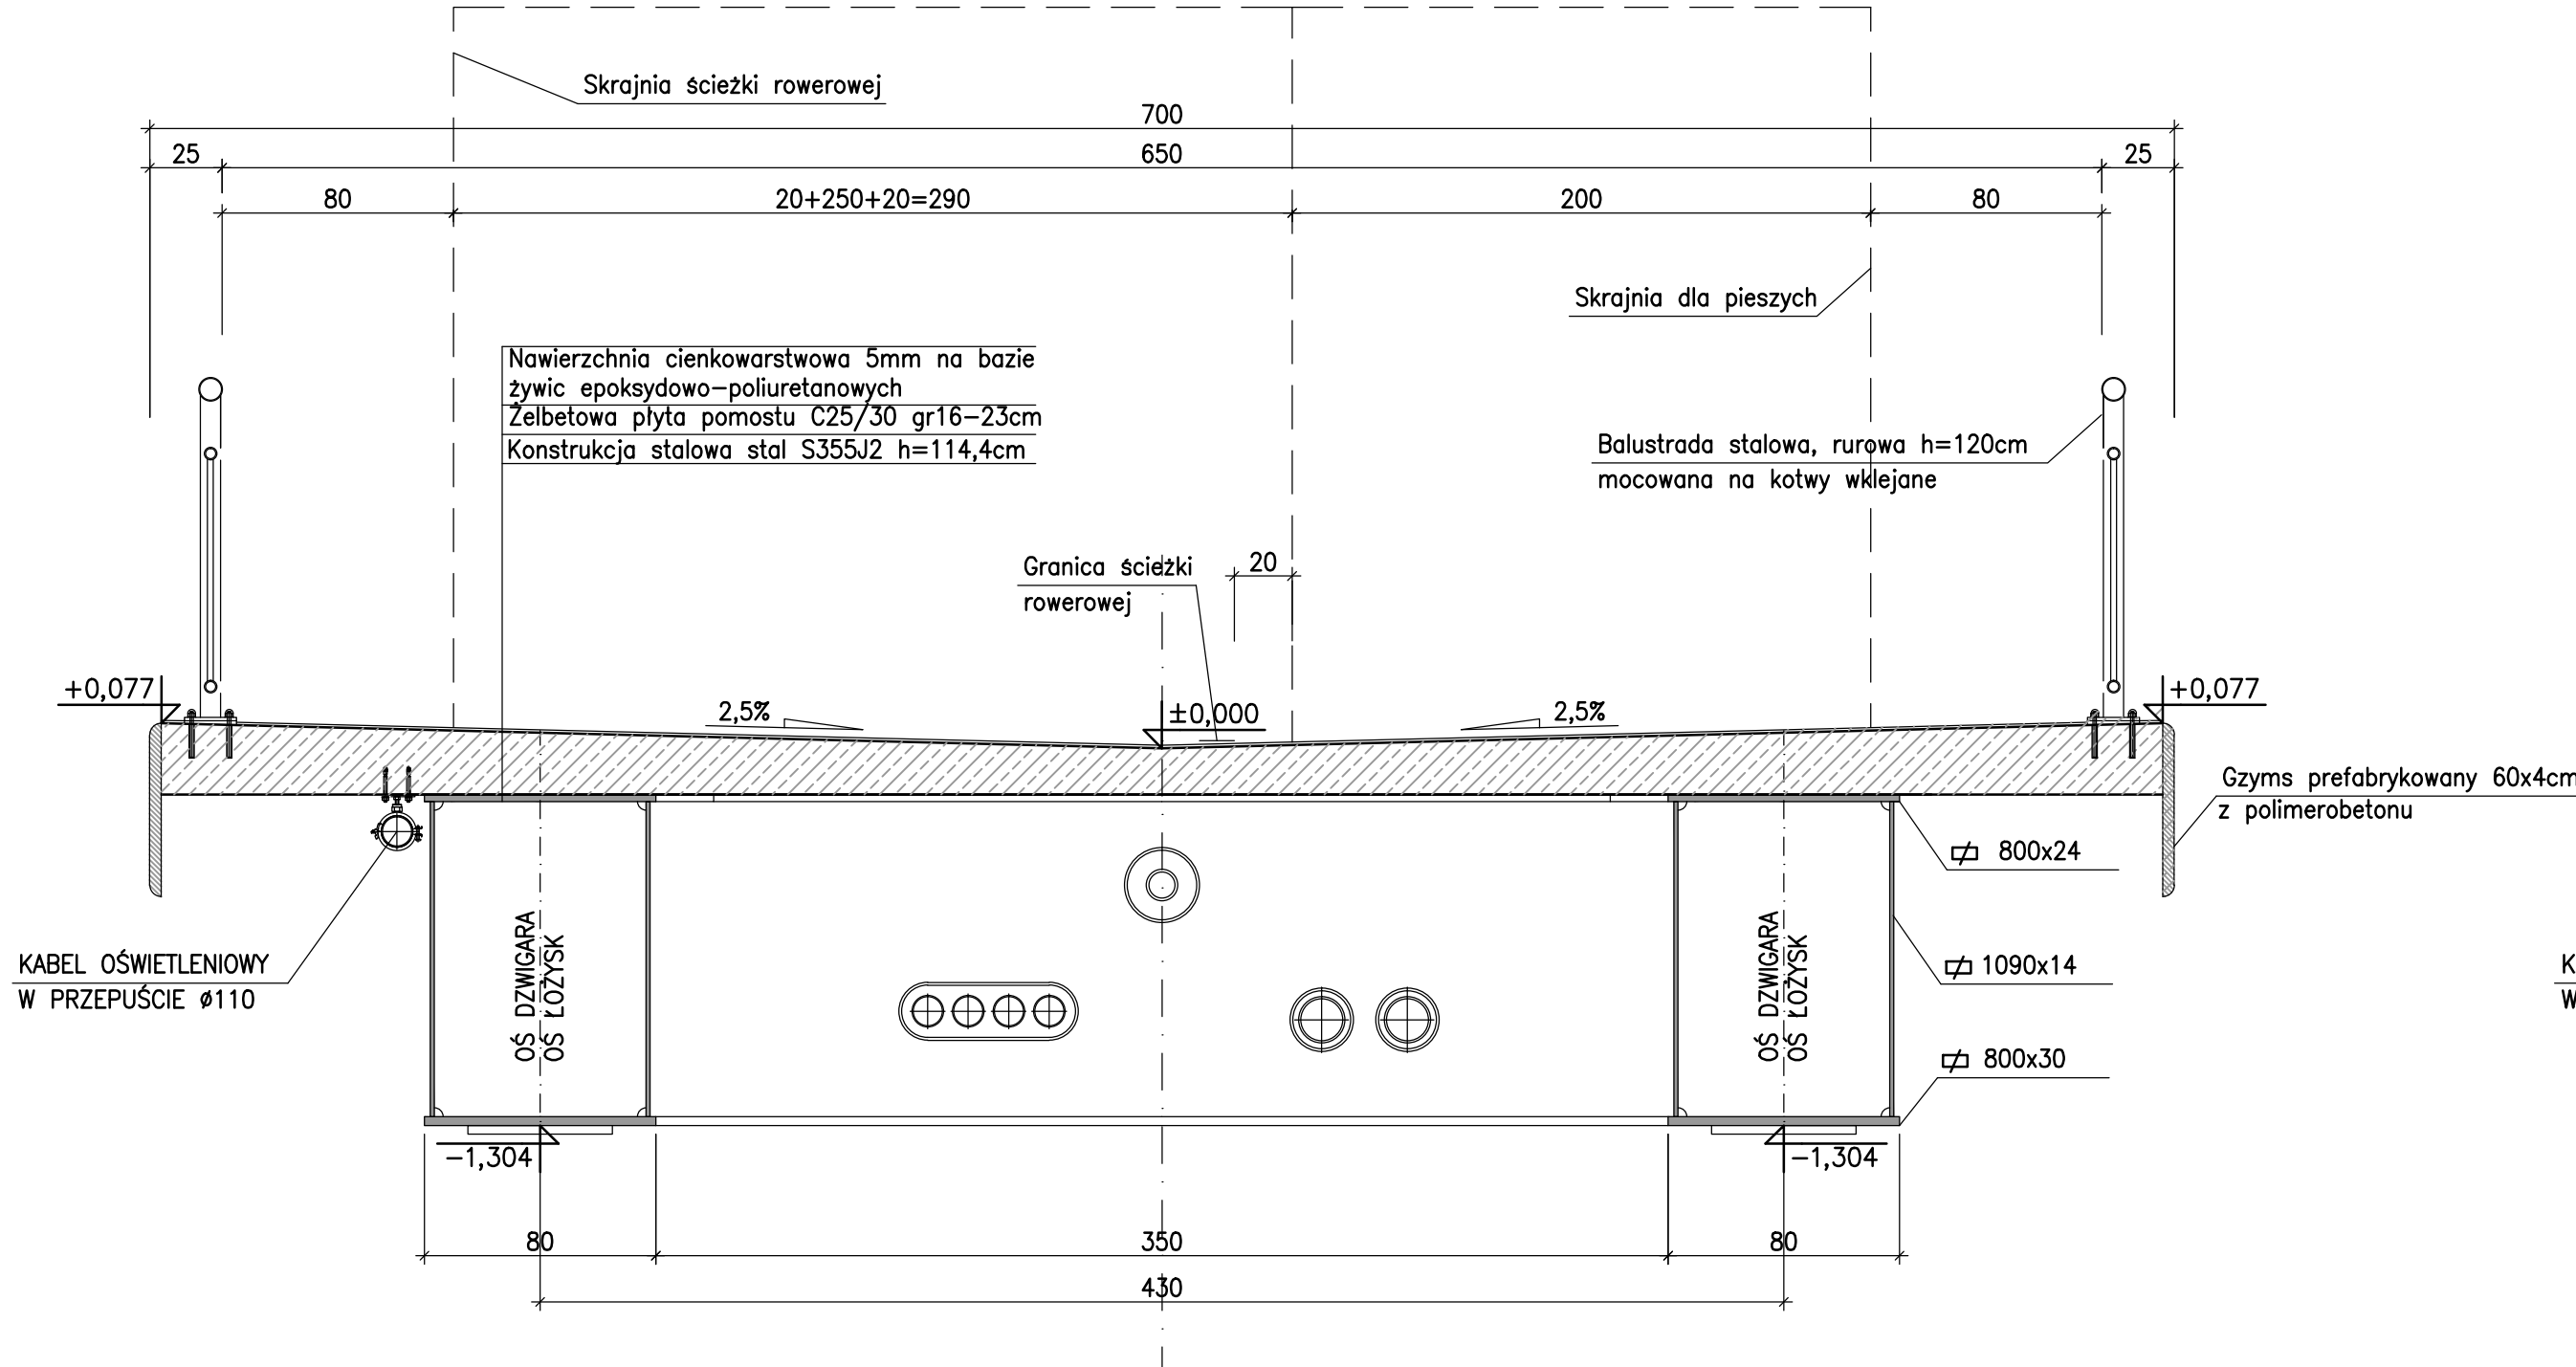 Skrajnia ścieżki rowerowej
700
25
650
25
80
20+250+20=290
200
80
Skrajnia dla pieszych
Nawierzchnia cienkowarstwowa 5mm na bazie
żywic epoksydowo-poliuretanowych
Żelbetowa płyta pomostu C25/30 gr16-23cm
Konstrukcja stalowa stal S355J2 h=114,4cm
Balustrada stalowa, rurowa h=120cm
mocowana na kotwy wklejane
Granica ścieżki
rowerowej
20
+0,077
2,5%
±0,000
2,5%
+0,077
Gzyms prefabrykowany 60x4cm
z polimerobetonu
800x24
KABEL OŚWIETLENIOWY
W PRZEPUŚCIE ø110
OŚ DZWIGARA
OŚ ŁOŻYSK
OŚ DZWIGARA
OŚ ŁOŻYSK
1090x14
K
W
800x30
-1,304
-1,304
80
350
80
430